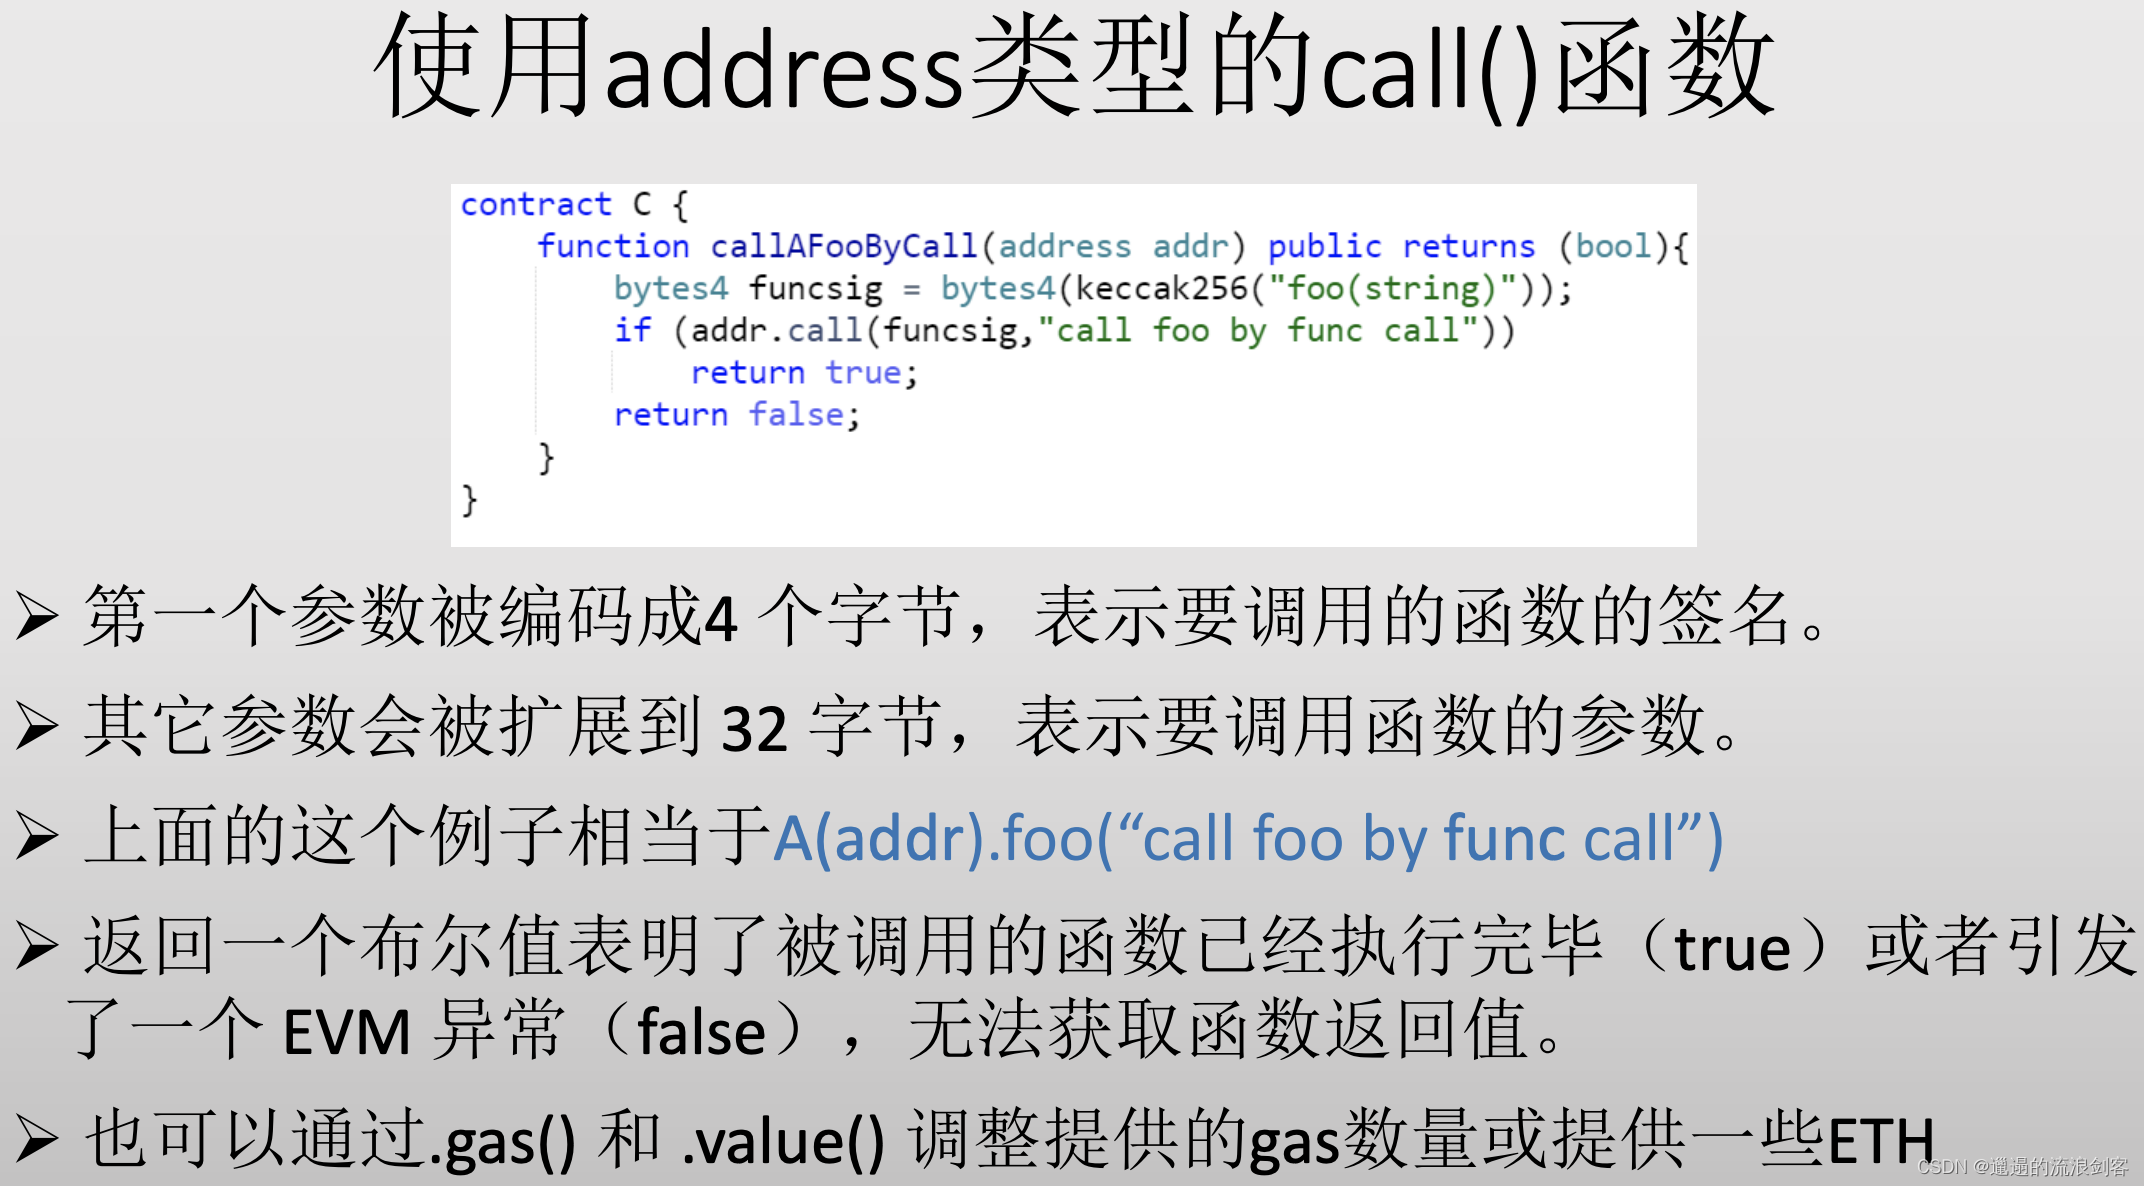 使用address类型的call()函数
contract C {
function callAFooByCall(address addr) public returns (bool){
bytes4 funcsig = bytes4(keccak256("foo(string)"));
if (addr.call(funcsig,"call foo by func call"))
return true;
return false;
}
}
➢ 第一个参数被编码成4 个字节，表示要调用的函数的签名。
➢ 其它参数会被扩展到 32 字节，表示要调用函数的参数。
➢ 上面的这个例子相当于A(addr).foo(“call foo by func call”)
➢ 返回一个布尔值表明了被调用的函数已经执行完毕（true）或者引发
了一个 EVM 异常（false），无法获取函数返回值。
➢ 也可以通过.gas() 和 .value() 调整提供的gas数量或提供一些ETH
CSDN @邋遢的流浪剑客